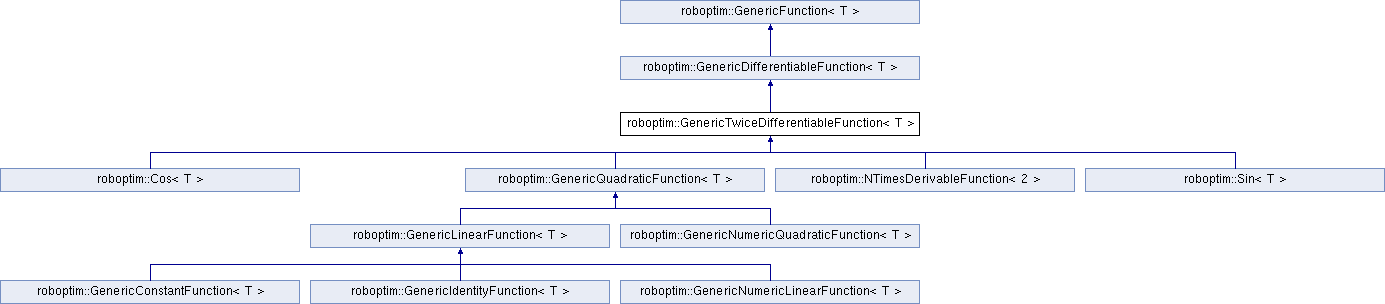 roboptim::GenericFunction< T >
roboptim::GenericDifferentiableFunction< T >
roboptim::GenericTwiceDifferentiableFunction< T >
roboptim::Cos< T >
roboptim::GenericQuadraticFunction< T >
roboptim::NTimesDerivableFunction< 2 >
roboptim::Sin< T >
roboptim::GenericLinearFunction< T >
roboptim::GenericNumericQuadraticFunction< T >
roboptim::GenericConstantFunction< T >
roboptim::GenericIdentityFunction< T >
roboptim::GenericNumericLinearFunction< T >